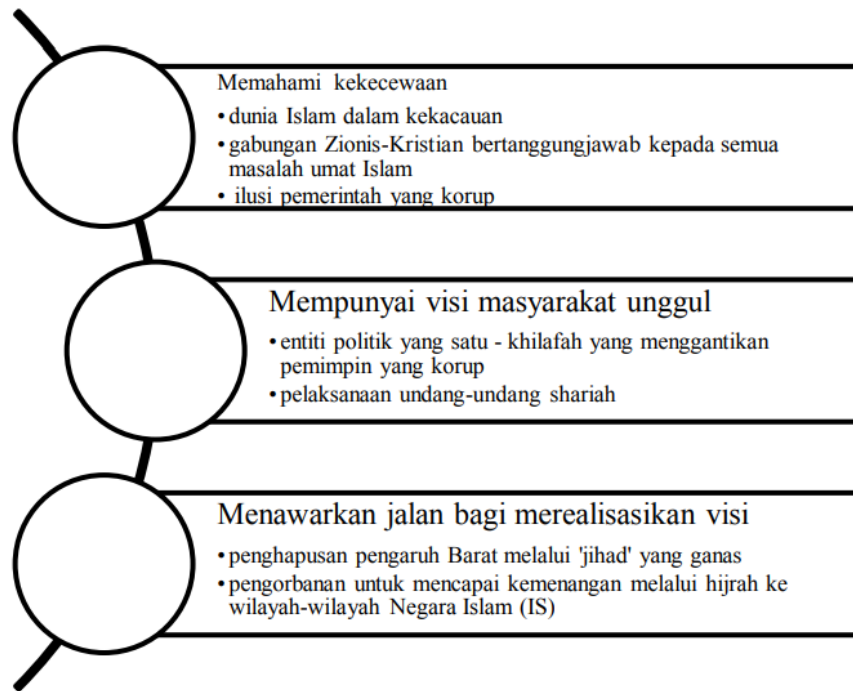 Memahami kekecewaan
• dunia Islam dalam kekacauan
• gabungan Zionis-Kristian bertanggungjawab kepada semua
masalah umat Islam
• ilusi pemerintah yang korup
Mempunyai visi masyarakat unggul
• entiti politik yang satu - khilafah yang menggantikan
pemimpin yang korup
• pelaksanaan undang-undang shariah
Menawarkan jalan bagi merealisasikan visi
• penghapusan pengaruh Barat melalui 'jihad' yang ganas
• pengorbanan untuk mencapai kemenangan melalui hijrah ke
wilayah-wilayah Negara Islam (IS)